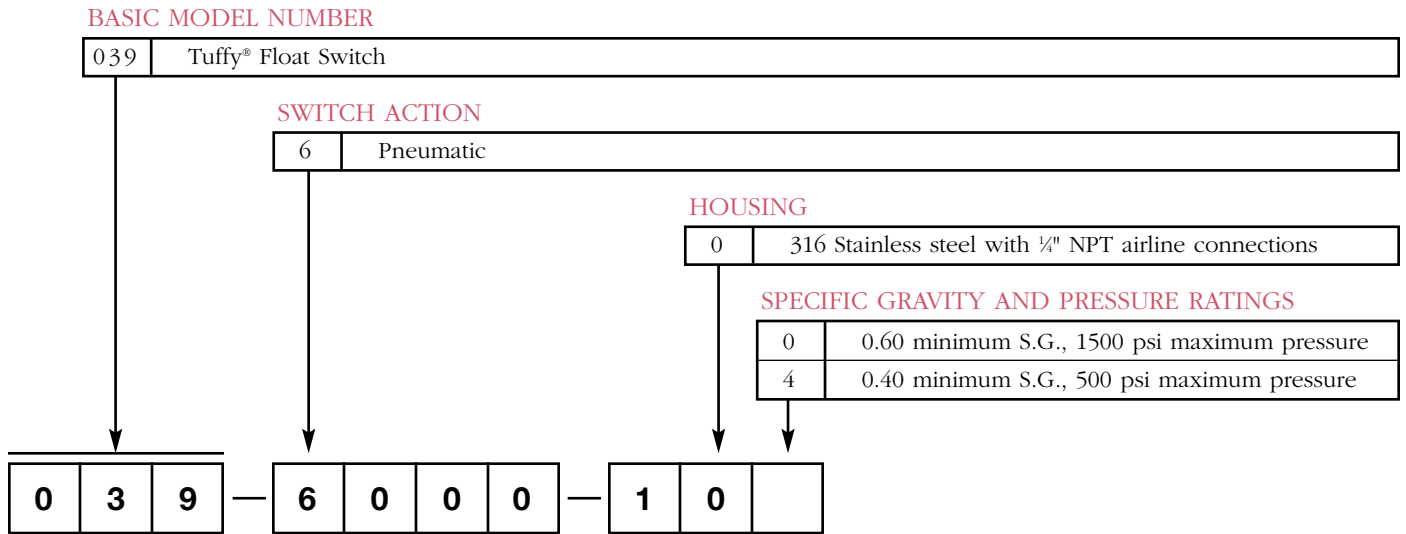 BASIC MODEL NUMBER
039 Tuffy® Float Switch
SWITCH ACTION
6 Pneumatic
HOUSING
0 316 Stainless steel with ¼" NPT airline connections
SPECIFIC GRAVITY AND PRESSURE RATINGS
0 0.60 minimum S.G., 1500 psi maximum pressure
4 0.40 minimum S.G., 500 psi maximum pressure
0 3 9 — 6 0 0 0 — 1 0